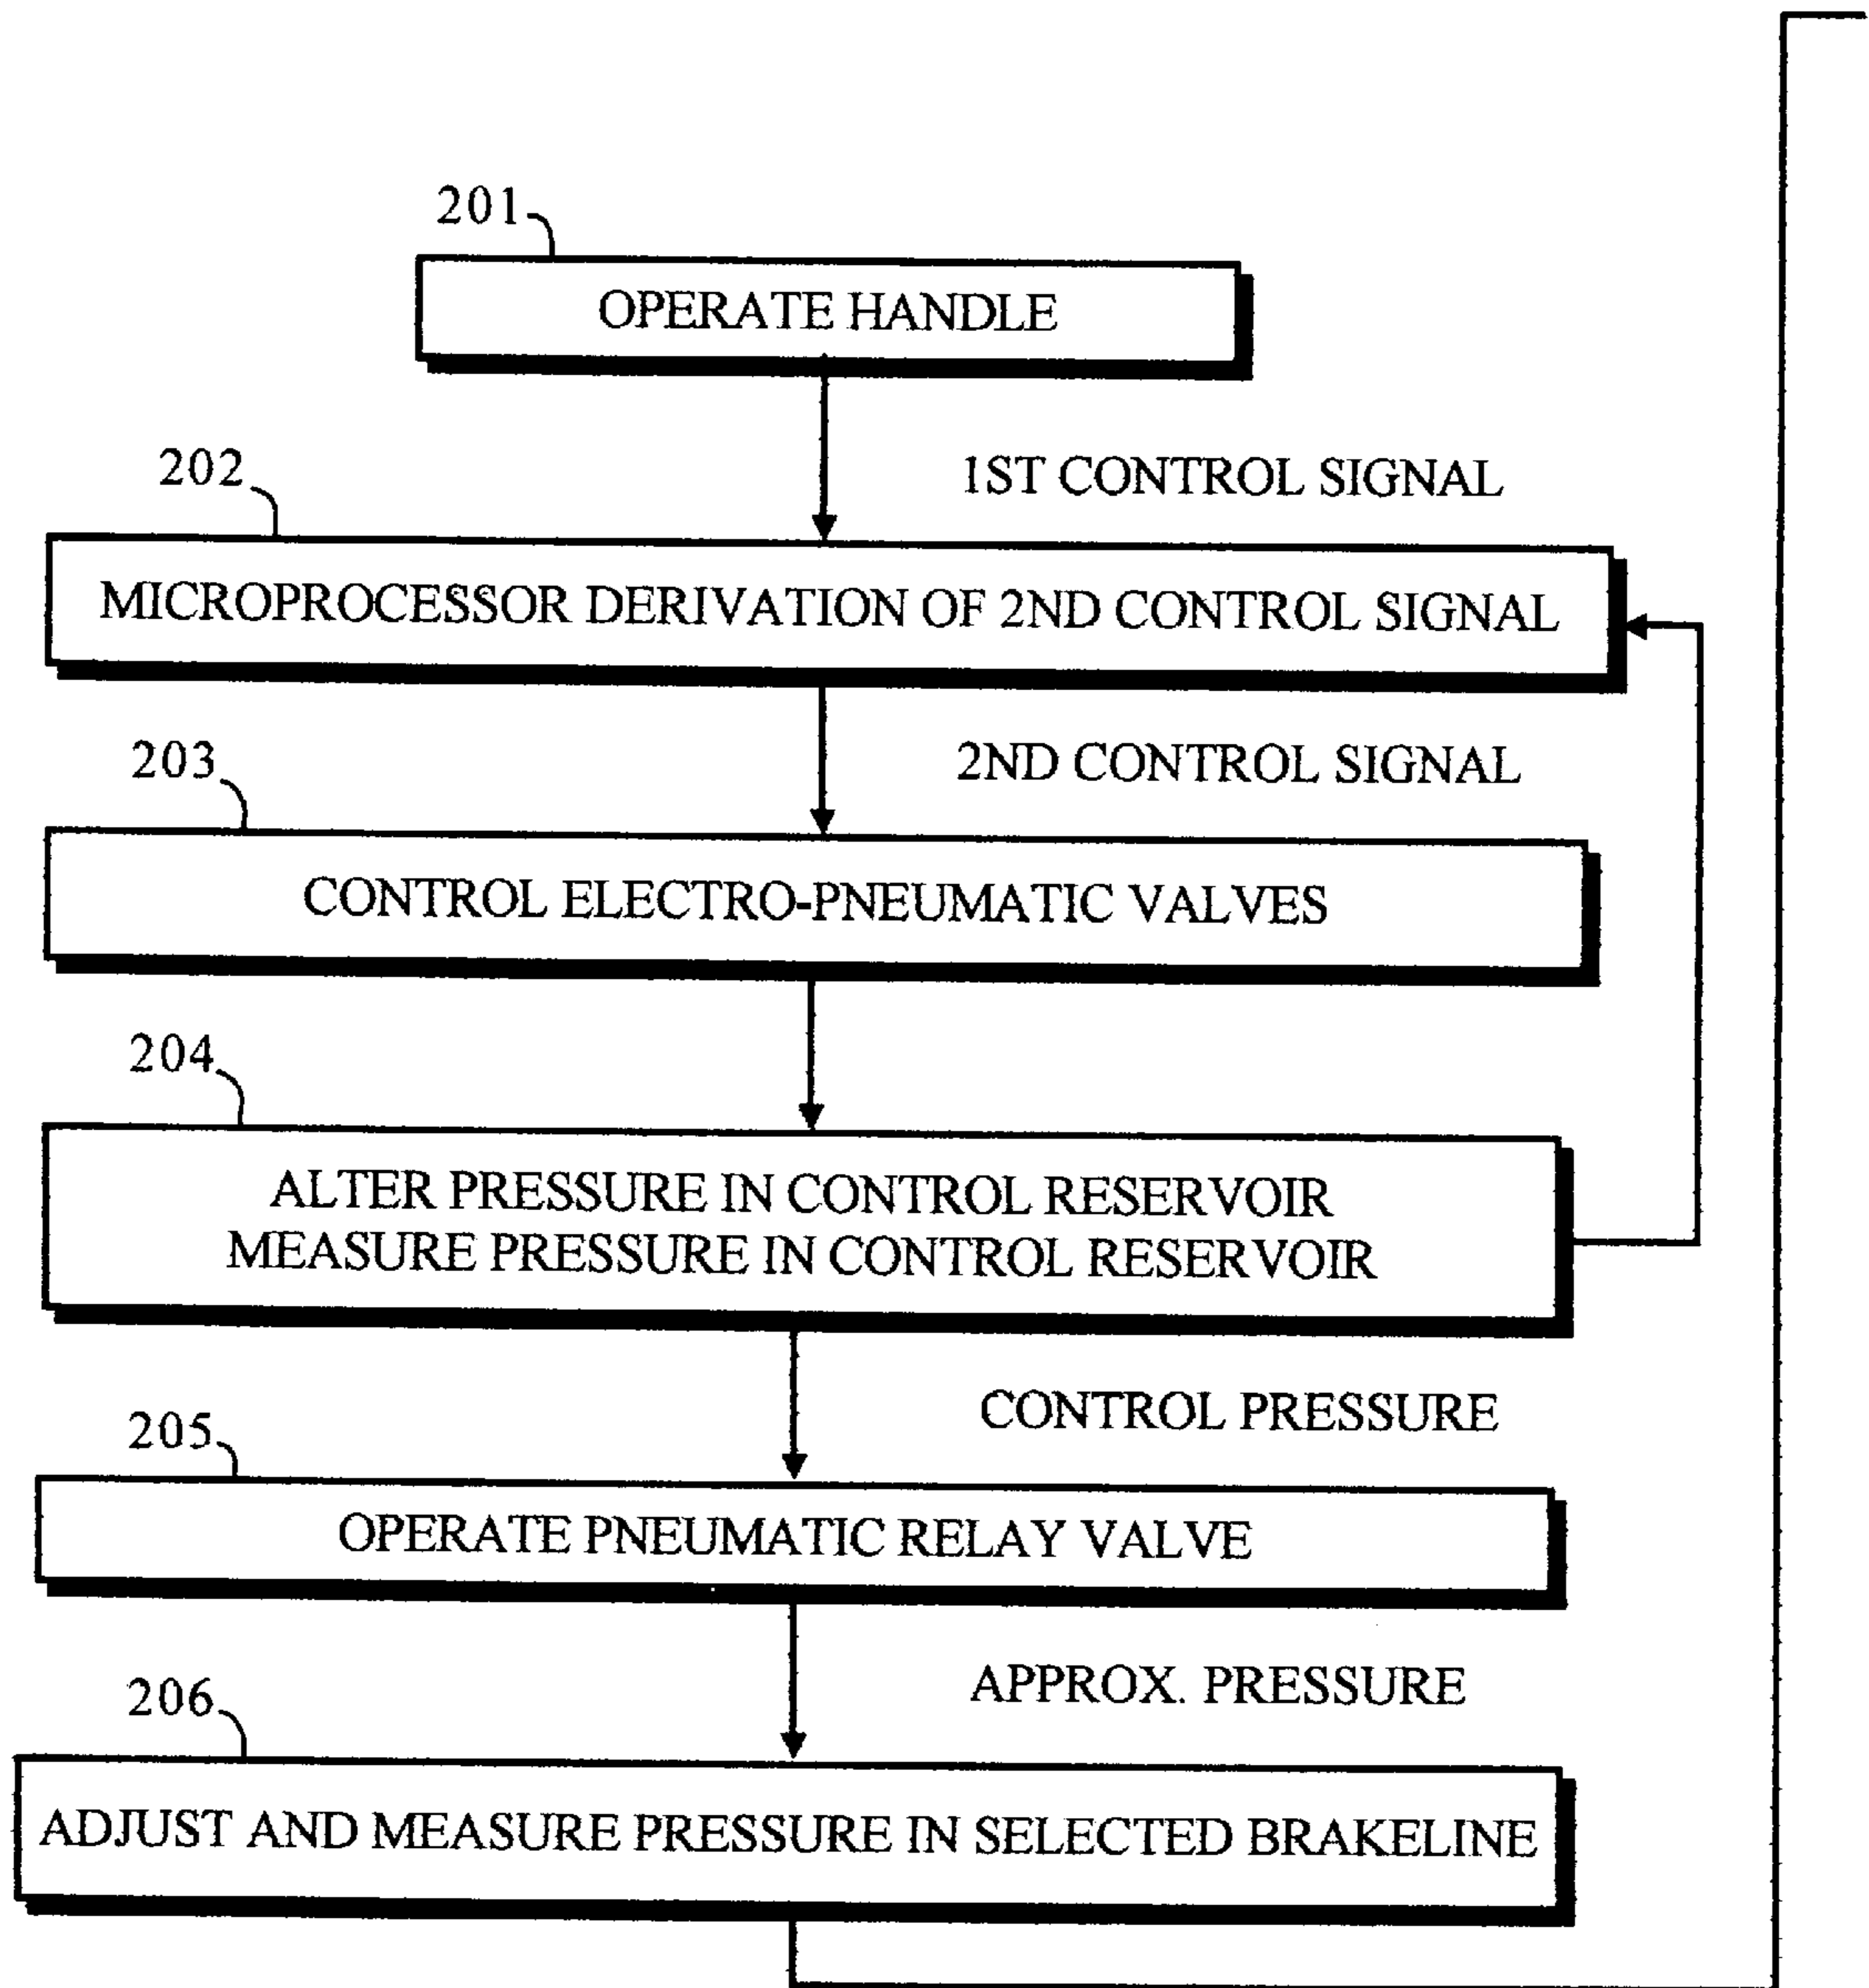 201
OPERATE HANDLE
1ST CONTROL SIGNAL
202
MICROPROCESSOR DERIVATION OF 2ND CONTROL SIGNAL
2ND CONTROL SIGNAL
203
CONTROL ELECTRO-PNEUMATIC VALVES
204
ALTER PRESSURE IN CONTROL RESERVOIR
MEASURE PRESSURE IN CONTROL RESERVOIR
CONTROL PRESSURE
205
OPERATE PNEUMATIC RELAY VALVE
APPROX. PRESSURE
206
ADJUST AND MEASURE PRESSURE IN SELECTED BRAKELINE